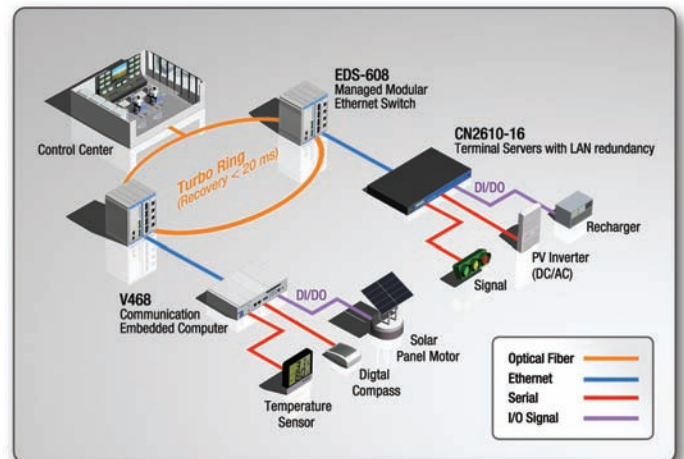 EDS-608
Managed Modular
Ethernet Switch
Control Center
Turbo Ring
(Recovery < 20 ms)
CN2610-16
Terminal Servers with LAN redundancy
DI/DO
Recharger
PV Inverter
(DC/AC)
Signal
V468
Communication
Embedded Computer
DI/DO
Solar
Panel Motor
Digtal
Compass
Temperature
Sensor
Optical Fiber
Ethernet
Serial
I/O Signal